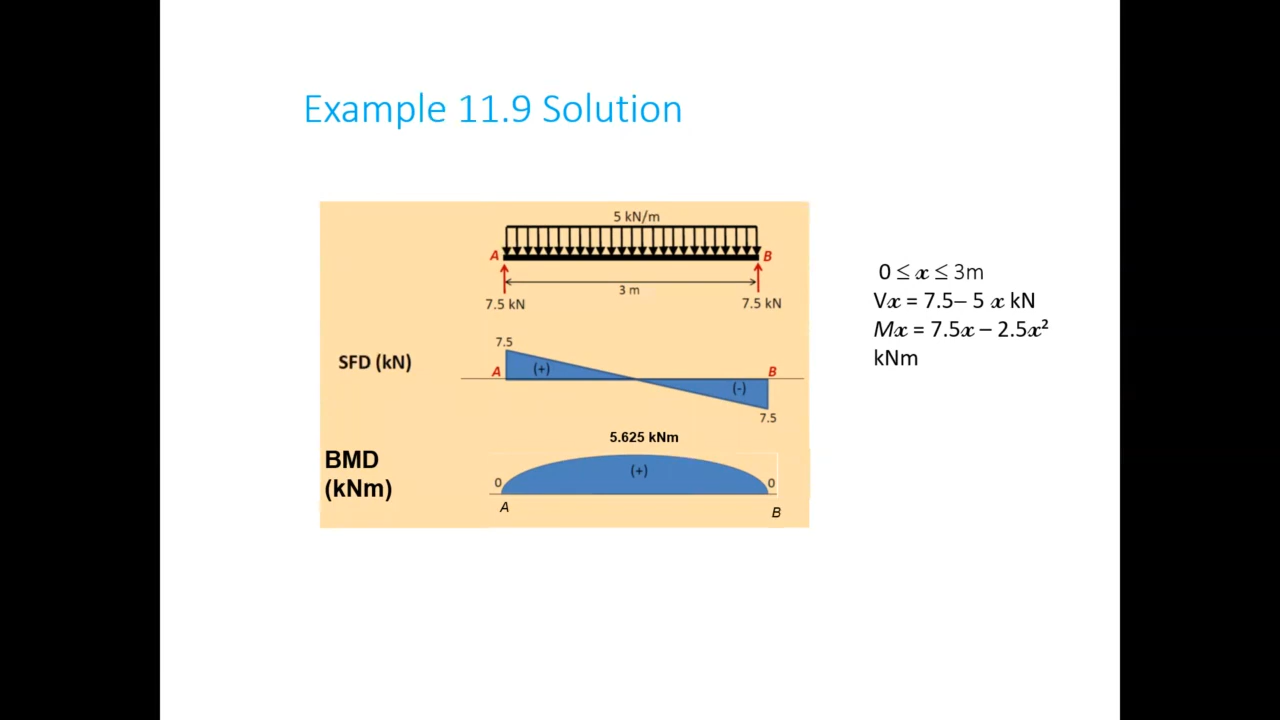 Example 11.9 Solution
5 kN/m
A B
3 m
7.5 kN 7.5 kN
7.5
SFD (kN)
A (+) B
(-)
7.5
5.625 kNm
BMD
(kNm)
(+)
0 0
A B
0 ≤ x ≤ 3m
Vx = 7.5– 5 x kN
Mx = 7.5x – 2.5x²
kNm